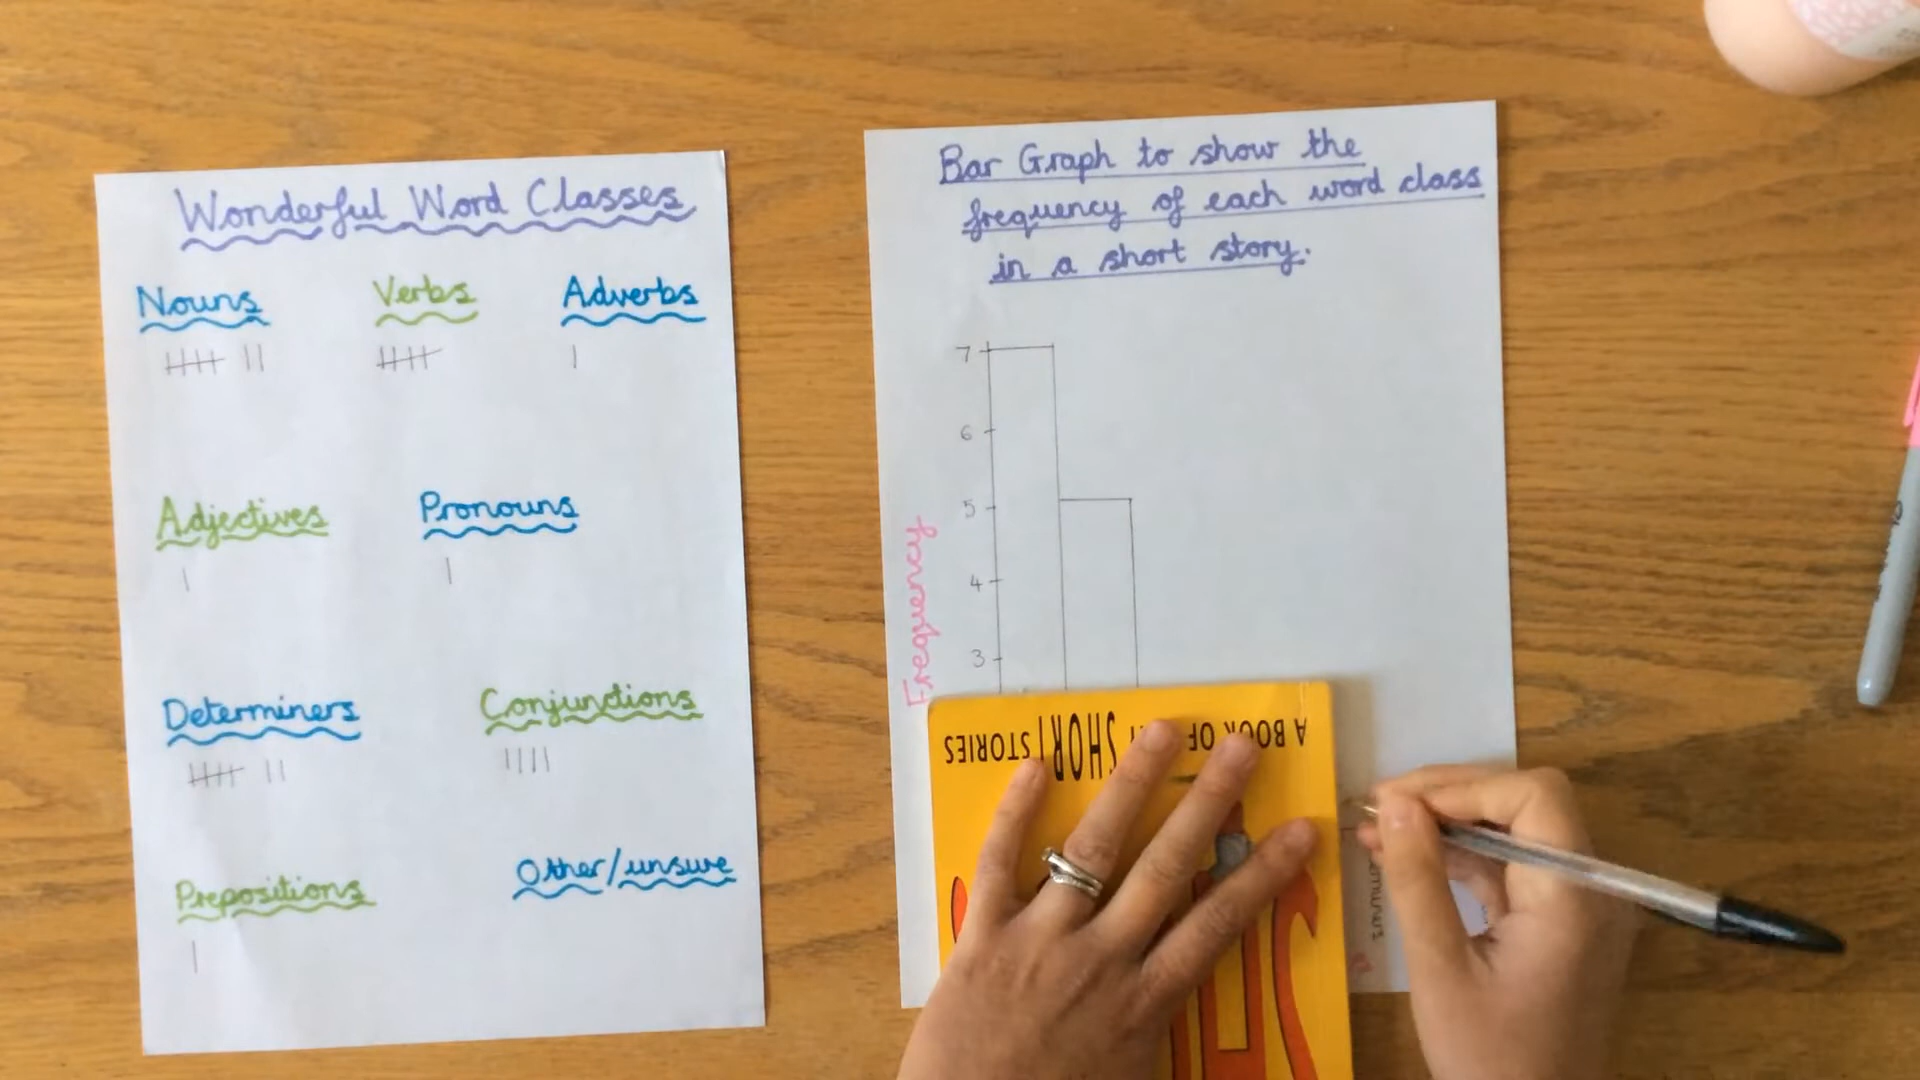 Wonderful Word Classes
Nouns Verbs Adverbs
Adjectives Pronouns
Determiners Conjunctions
Prepositions Other/unsure
Bar Graph to show the
frequency of each word class
in a short story.
7
6
5
4
3
Frequency
A BOOK OF SHORT STORIES